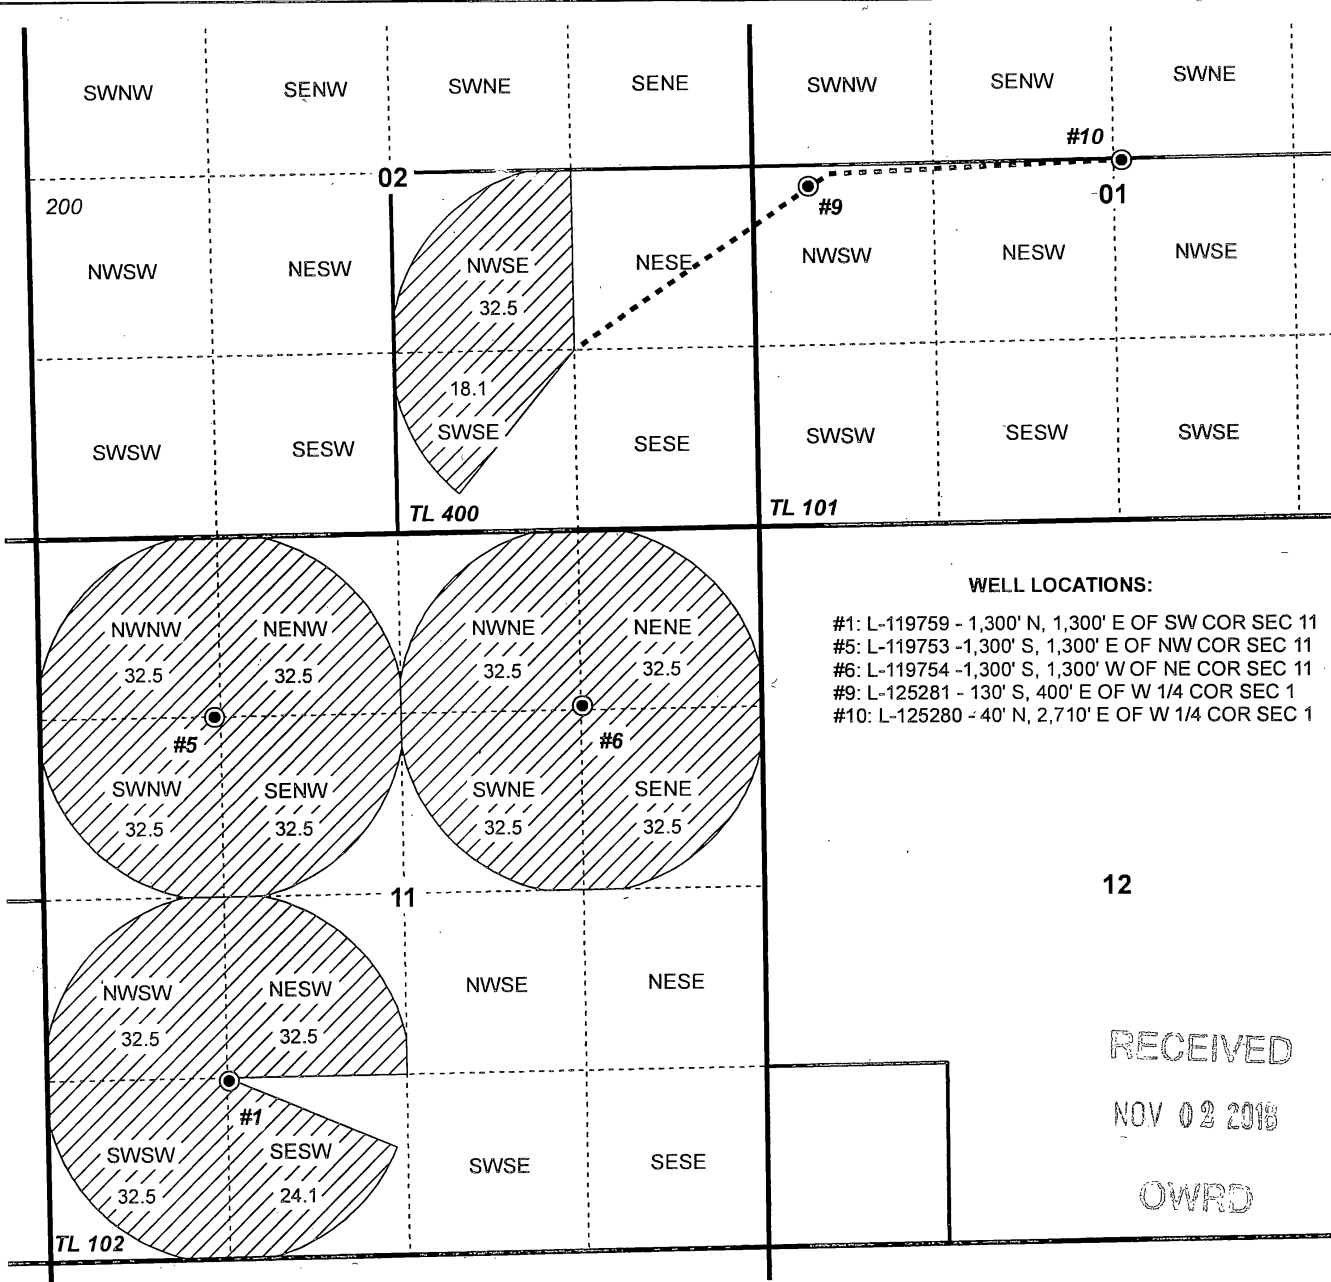 SWNW SENW SWNE SENE SWNW SENW SWNE
#10
02
200
#9
01
NWSW NESW NWSE NESE NWSW NESW NWSE
32.5
18.1
SWSW SESW SWSE SESE SWSW SESW SWSE
TL 400
TL 101
WELL LOCATIONS:
#1: L-119759 - 1,300' N, 1,300' E OF SW COR SEC 11
#5: L-119753 -1,300' S, 1,300' E OF NW COR SEC 11
#6: L-119754 -1,300' S, 1,300' W OF NE COR SEC 11
#9: L-125281 - 130' S, 400' E OF W 1/4 COR SEC 1
#10: L-125280 - 40' N, 2,710' E OF W 1/4 COR SEC 1
NWNW NENW NWNE NENE
32.5 32.5 32.5 32.5
#5
#6
SWNW SENW SWNE SENE
32.5 32.5 32.5 32.5
11
12
NWSW NESW NWSE NESE
32.5 32.5
#1
SWSW SESW SWSE SESE
32.5 24.1
TL 102
RECEIVED
NOV 02 2018
OWRD